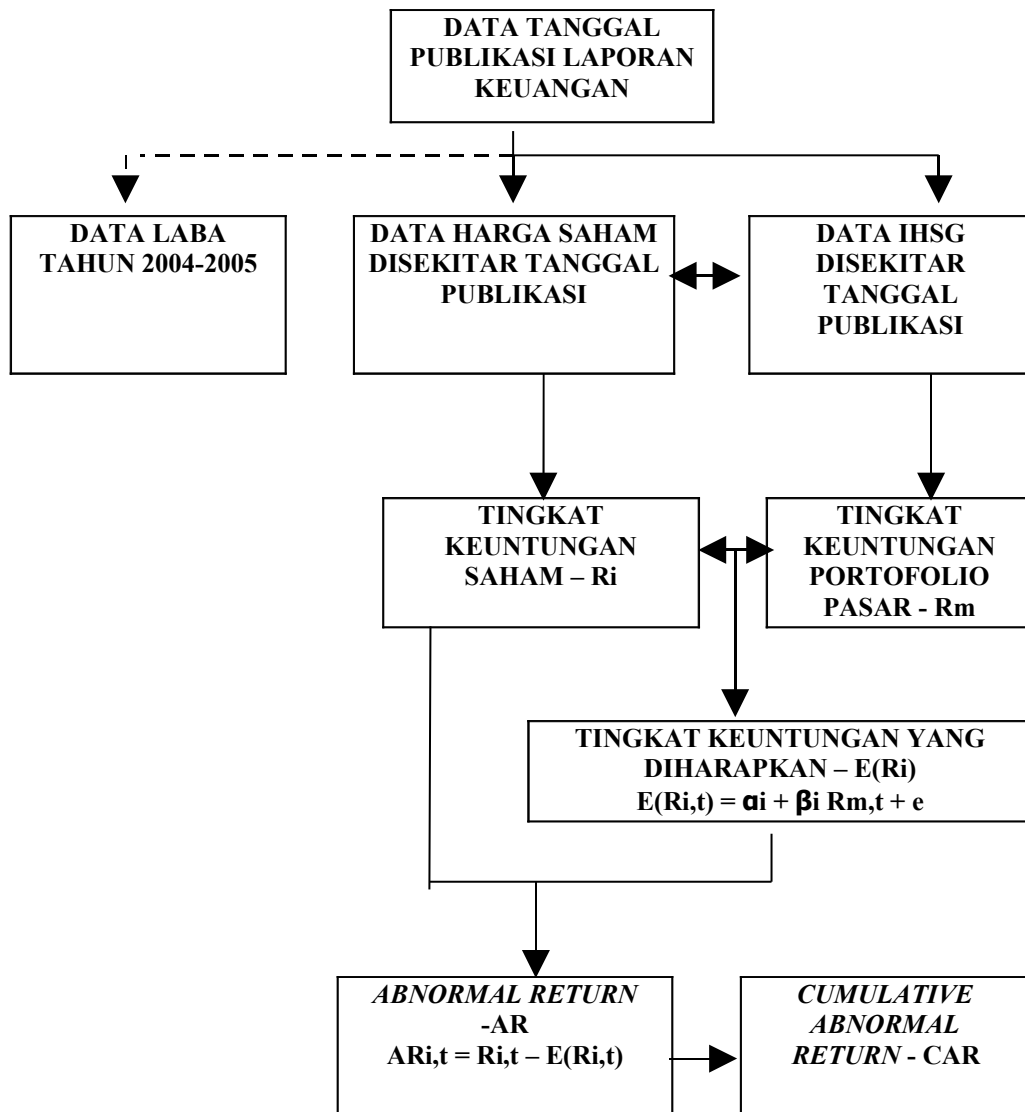 DATA TANGGAL
PUBLIKASI LAPORAN
KEUANGAN
DATA LABA
TAHUN 2004-2005
DATA HARGA SAHAM
DISEKITAR TANGGAL
PUBLIKASI
DATA IHSG
DISEKITAR
TANGGAL
PUBLIKASI
TINGKAT
KEUNTUNGAN
SAHAM – Ri
TINGKAT
KEUNTUNGAN
PORTOFOLIO
PASAR - Rm
TINGKAT KEUNTUNGAN YANG
DIHARAPKAN – E(Ri)
E(Ri,t) = αi + βi Rm,t + e
ABNORMAL RETURN
-AR
ARi,t = Ri,t – E(Ri,t)
CUMULATIVE
ABNORMAL
RETURN - CAR